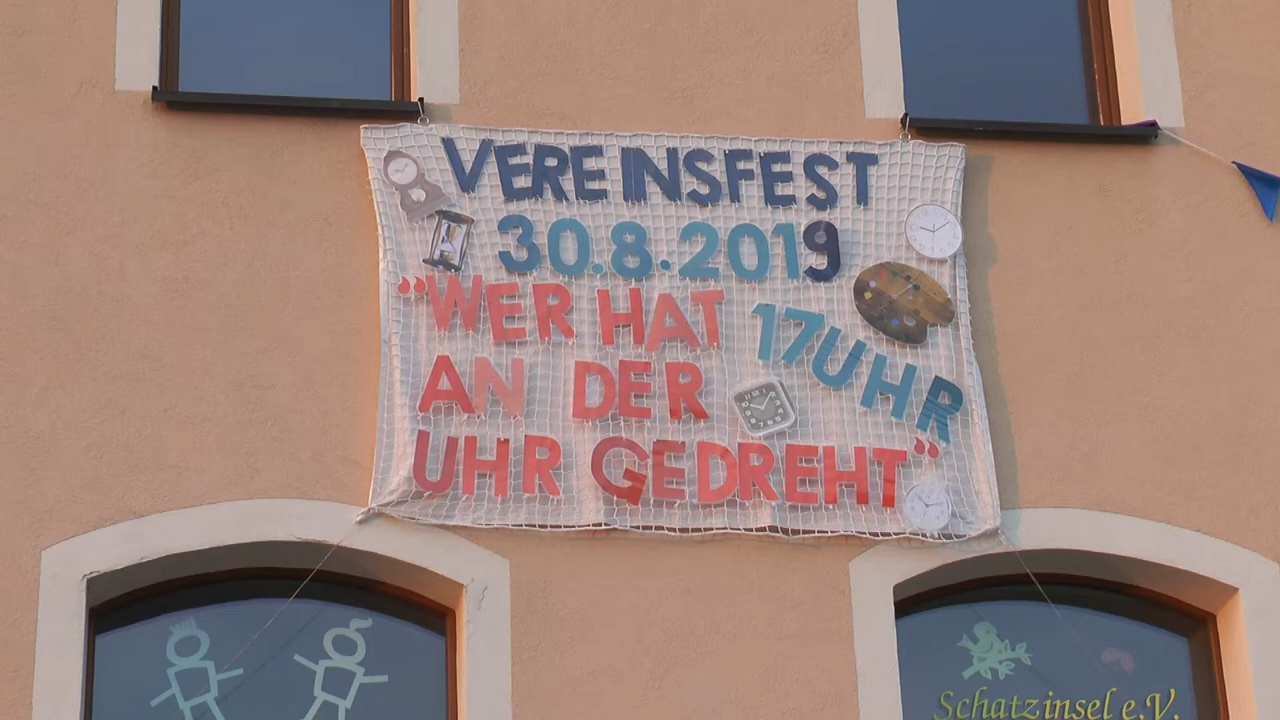 VEREINSFEST
30.8.2019
“WER HAT
17UHR
AN DER
UHR GEDREHT“
Schatzinsel e.V.